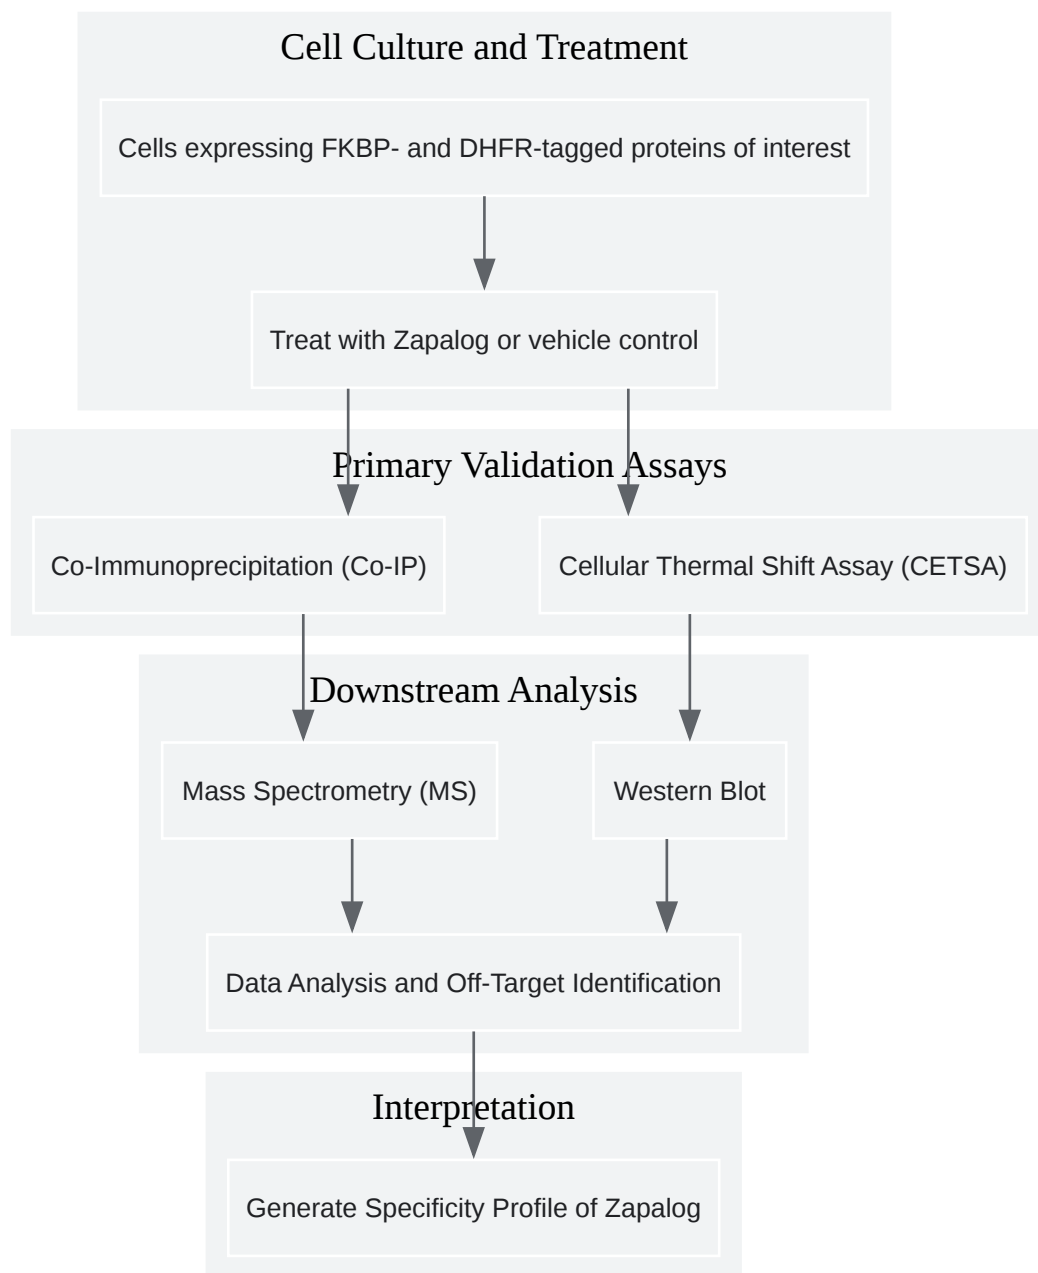 Cell Culture and Treatment
Cells expressing FKBP- and DHFR-tagged proteins of interest
Treat with Zapalog or vehicle control
Primary Validation Assays
Co-Immunoprecipitation (Co-IP)
Cellular Thermal Shift Assay (CETSA)
Downstream Analysis
Mass Spectrometry (MS)
Western Blot
Data Analysis and Off-Target Identification
Interpretation
Generate Specificity Profile of Zapalog